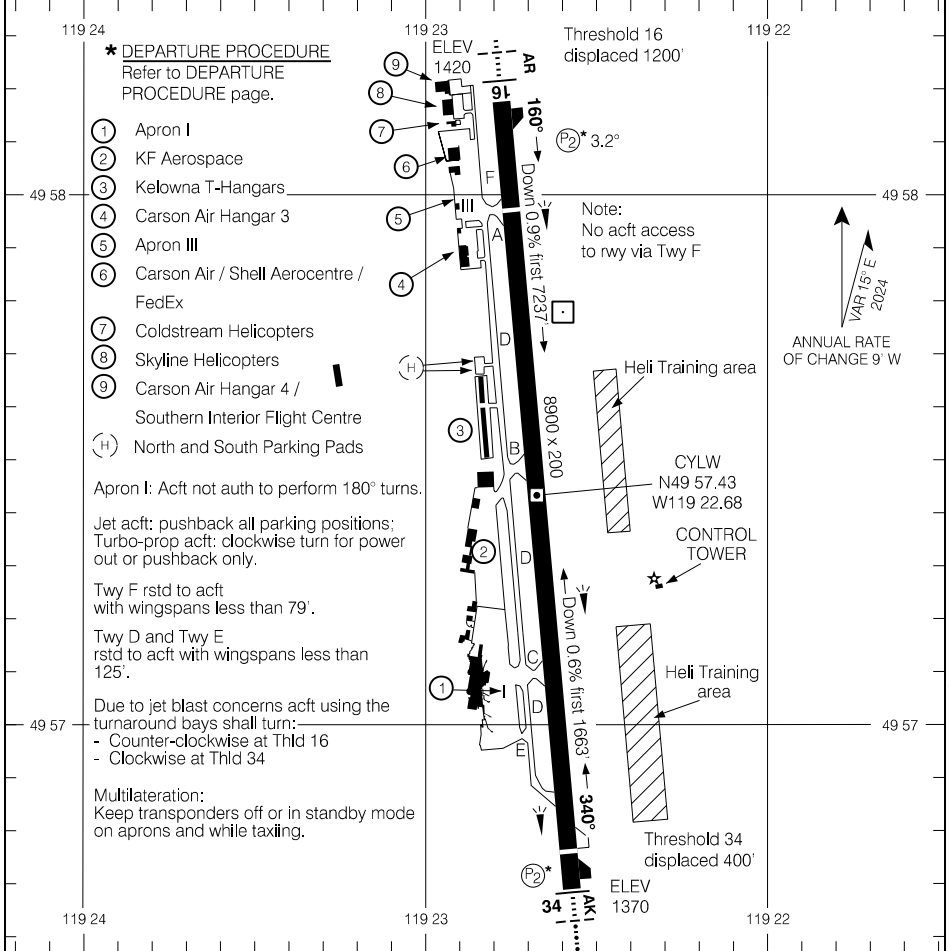 119 24
119 23
119 22
* DEPARTURE PROCEDURE
Refer to DEPARTURE
PROCEDURE page.
1 Apron I
2 KF Aerospace
3 Kelowna T-Hangars
4 Carson Air Hangar 3
5 Apron III
6 Carson Air / Shell Aerocentre /
FedEx
7 Coldstream Helicopters
8 Skyline Helicopters
9 Carson Air Hangar 4 /
Southern Interior Flight Centre
H North and South Parking Pads
Apron I: Acft not auth to perform 180° turns.
Jet acft: pushback all parking positions;
Turbo-prop acft: clockwise turn for power
out or pushback only.
Twy F rstd to acft
with wingspans less than 79'.
Twy D and Twy E
rstd to acft with wingspans less than
125'.
Due to jet blast concerns acft using the
turnaround bays shall turn:
- Counter-clockwise at Thld 16
- Clockwise at Thld 34
Multilateration:
Keep transponders off or in standby mode
on aprons and while taxiing.
ELEV
1420
AR
Threshold 16
displaced 1200'
16
160°
P2* 3.2°
9
8
7
6
5
4
H
3
2
1
III
I
F
A
D
B
D
C
D
E
49 58
49 58
Down 0.9% first 7237'
Note:
No acft access
to rwy via Twy F
VAR 15° E
2024
ANNUAL RATE
OF CHANGE 9' W
Heli Training area
8900 x 200
CYLW
N49 57.43
W119 22.68
CONTROL
TOWER
Down 0.6% first 1663'
Heli Training
area
49 57
49 57
340°
Threshold 34
displaced 400'
P2*
ELEV
1370
34
AK
119 24
119 23
119 22